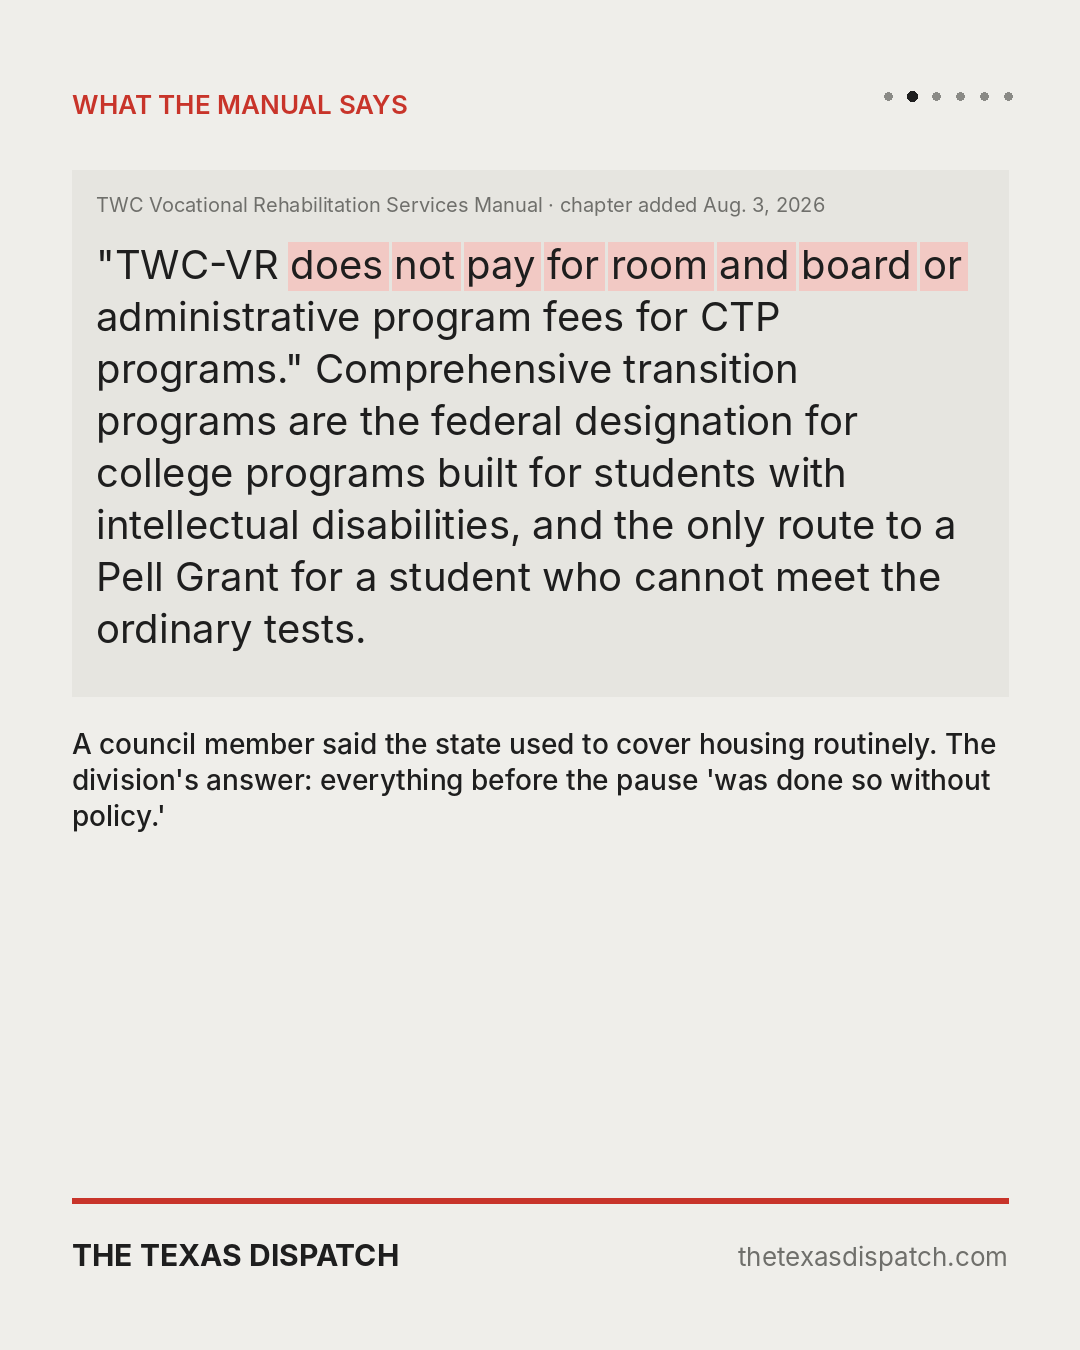 WHAT THE MANUAL SAYS
TWC Vocational Rehabilitation Services Manual · chapter added Aug. 3, 2026
"TWC-VR does not pay for room and board or
administrative program fees for CTP
programs." Comprehensive transition
programs are the federal designation for
college programs built for students with
intellectual disabilities, and the only route to a
Pell Grant for a student who cannot meet the
ordinary tests.
A council member said the state used to cover housing routinely. The
division's answer: everything before the pause 'was done so without
policy.'
THE TEXAS DISPATCH
thetexasdispatch.com